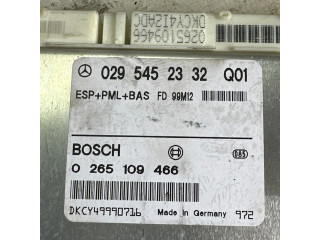 0265109466
DKCY4I2ADC
029 545 23 32 Q01
ESP+PML+BAS FD 99M12
BOSCH
0 265 109 466
DKCY49990716 Made in Germany 972